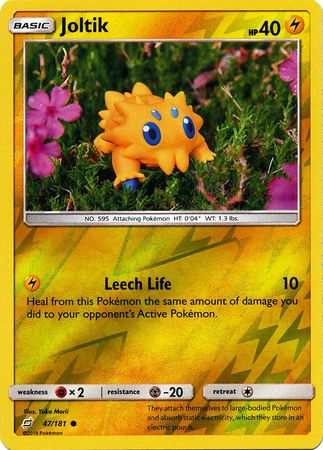 BASIC Joltik HP40
NO. 595 Attaching Pokémon HT: 0'04" WT: 1.3 lbs.
Leech Life 10
Heal from this Pokémon the same amount of damage you
did to your opponent's Active Pokémon.
weakness × 2 resistance -20 retreat
Illus. Yuka Morii
47/181
©2019 Pokémon
They attach themselves to large-bodied Pokémon
and absorb static electricity, which they store in an
electric pouch.